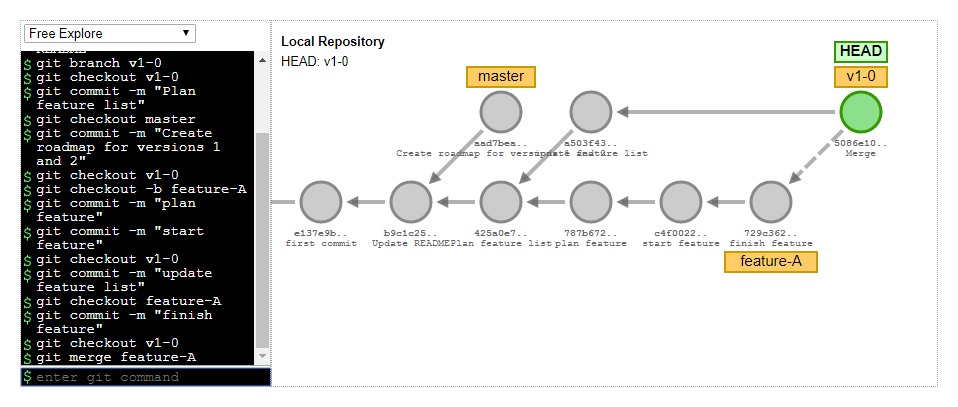 Free Explore
README"
$ git branch v1-0
$ git checkout v1-0
$ git commit -m "Plan
feature list"
$ git checkout master
$ git commit -m "Create
roadmap for versions 1
and 2"
$ git checkout v1-0
$ git checkout -b feature-A
$ git commit -m "plan
feature"
$ git commit -m "start
feature"
$ git checkout v1-0
$ git commit -m "update
feature list"
$ git checkout feature-A
$ git commit -m "finish
feature"
$ git checkout v1-0
$ git merge feature-A
$ enter git command
Local Repository
HEAD: v1-0
HEAD
master
v1-0
aad7bea..
a503f43..
5086e10..
Create roadmap for versions 1 and 2
update feature list
Merge
e137e9b..
b9c1c25..
425a0e7..
787b672..
c4f0022..
729c362..
first commit
Update README
Plan feature list
plan feature
start feature
finish feature
feature-A